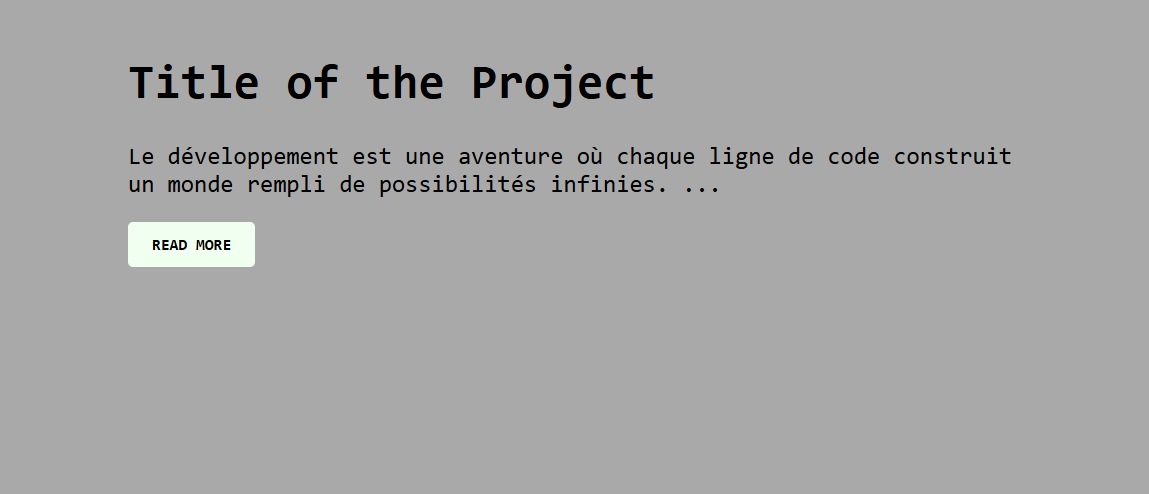 Title of the Project
Le développement est une aventure où chaque ligne de code construit
un monde rempli de possibilités infinies. ...
READ MORE